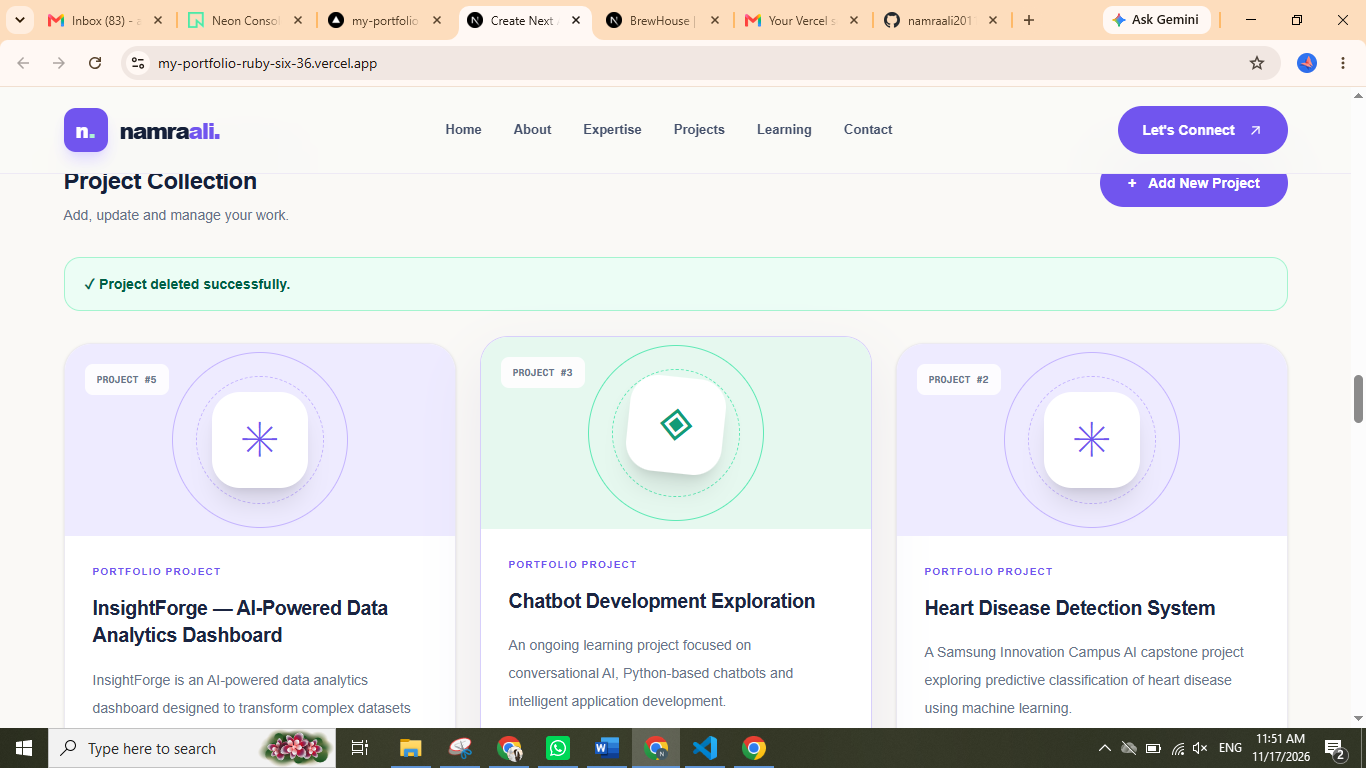 Inbox (83) - a
Neon Consol
my-portfolio
Create Next A
BrewHouse |
Your Vercel s
namraali201
Ask Gemini
my-portfolio-ruby-six-36.vercel.app
n.
namraali.
Home
About
Expertise
Projects
Learning
Contact
Let's Connect ↗
Project Collection
+ Add New Project
Add, update and manage your work.
✓ Project deleted successfully.
PROJECT #5
PROJECT #3
PROJECT #2
PORTFOLIO PROJECT
InsightForge — AI-Powered Data
Analytics Dashboard
InsightForge is an AI-powered data analytics
dashboard designed to transform complex datasets
PORTFOLIO PROJECT
Chatbot Development Exploration
An ongoing learning project focused on
conversational AI, Python-based chatbots and
intelligent application development.
PORTFOLIO PROJECT
Heart Disease Detection System
A Samsung Innovation Campus AI capstone project
exploring predictive classification of heart disease
using machine learning.
Type here to search
ENG
11:51 AM
11/17/2026
2